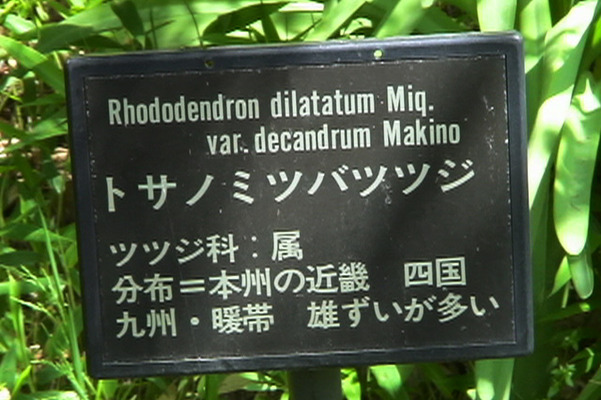 Rhododendron dilatatum Miq.
var. decandrum Makino
トサノミツバツツジ
ツツジ科：属
分布＝本州の近畿　四国
九州・暖帯　雄ずいが多い